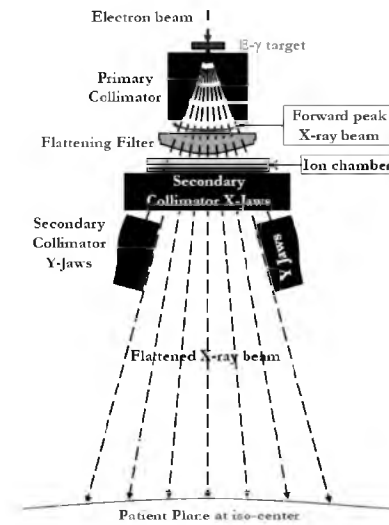 Electron beam
E-γ target
Primary
Collimator
Forward peak
X-ray beam
Flattening Filter
Ion chamber
Secondary
Collimator X-Jaws
Secondary
Collimator
Y-Jaws
Y Jaws
Flattened X-ray beam
Patient Plane at iso-center